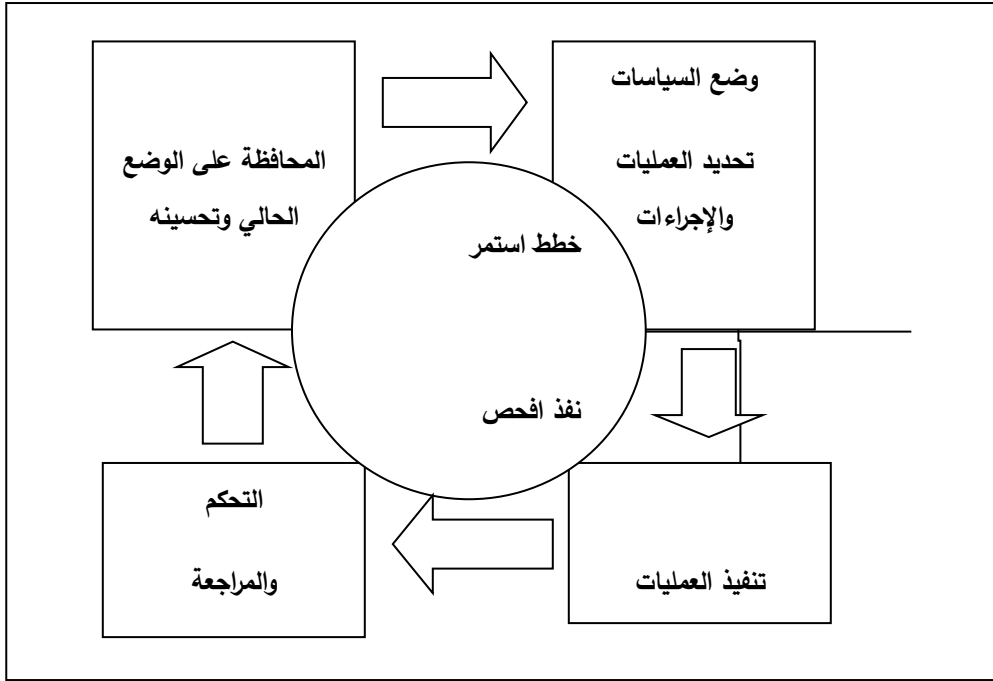 وضع السياسات
تحديد العمليات
والإجراءات
المحافظة على الوضع
الحالي وتحسينه
خطط استمر
نفذ افحص
تنفيذ العمليات
التحكم
والمراجعة